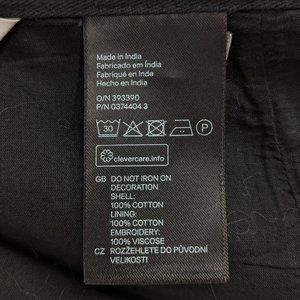 Made in India
Fabricado em Índia
Fabriqué en Inde
Hecho en India
O/N 393390
P/N 0374404 3
30
P
clevercare.info
GB DO NOT IRON ON
DECORATION
SHELL:
100% COTTON
LINING:
100% COTTON
EMBROIDERY:
100% VISCOSE
CZ ROZŽEHLETE DO PŮVODNÍ
VELIKOSTI